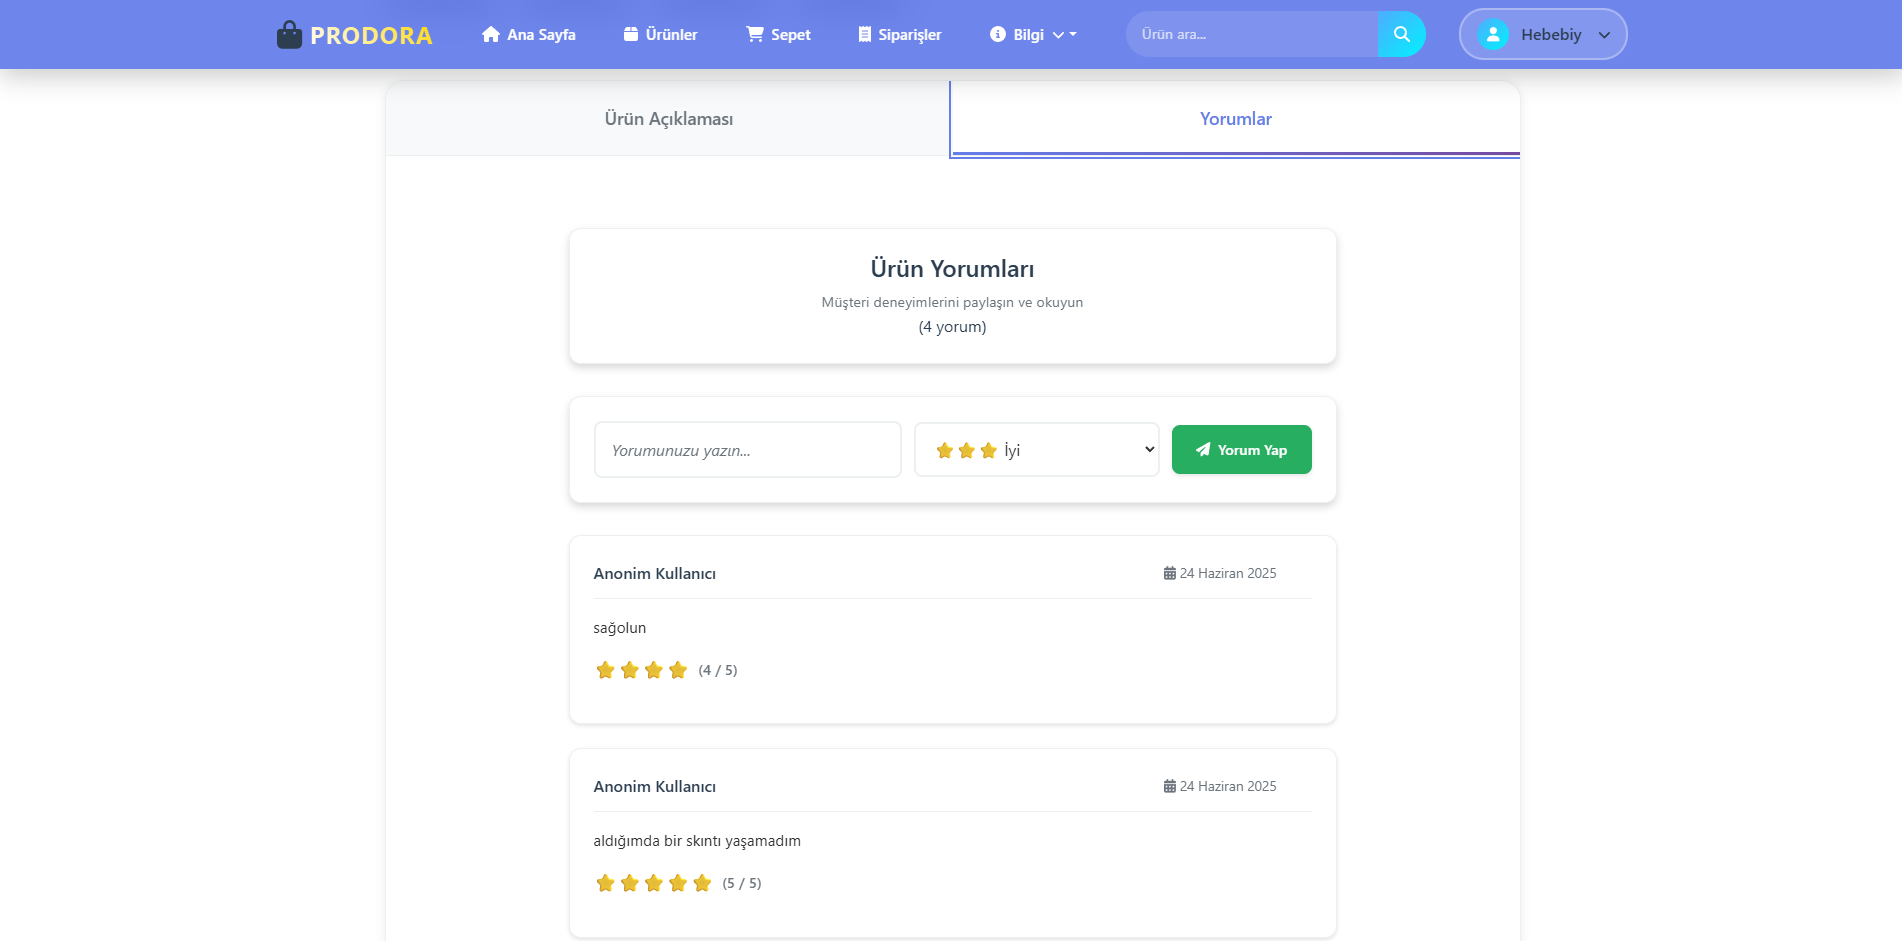 PRODORA
Ana Sayfa
Ürünler
Sepet
Siparişler
Bilgi
Ürün ara...
Hebebiy
Ürün Açıklaması
Yorumlar
Ürün Yorumları
Müşteri deneyimlerini paylaşın ve okuyun
(4 yorum)
Yorumunuzu yazın...
İyi
Yorum Yap
Anonim Kullanıcı
24 Haziran 2025
sağolun
(4 / 5)
Anonim Kullanıcı
24 Haziran 2025
aldığımda bir skıntı yaşamadım
(5 / 5)